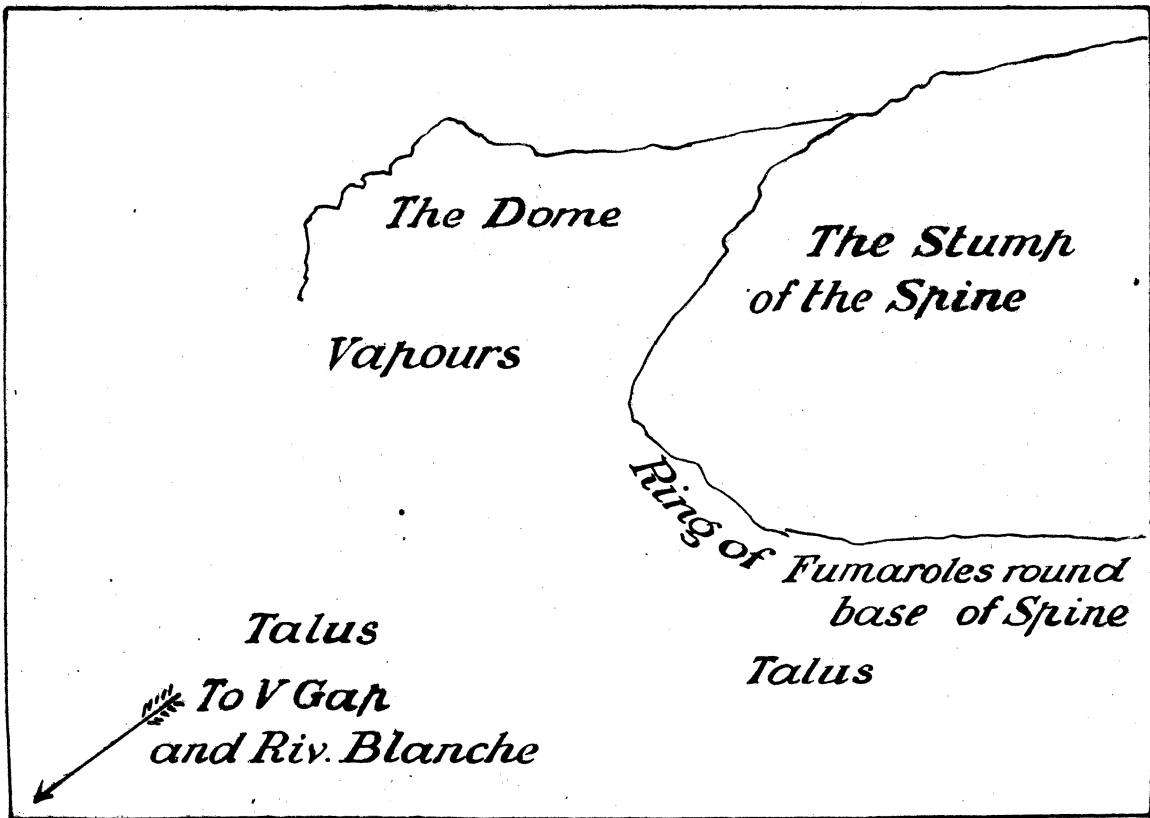 The Dome
The Stump
of the Spine
Vapours
Ring of Fumaroles round
base of Spine
Talus
Talus
To V Gap
and Riv. Blanche